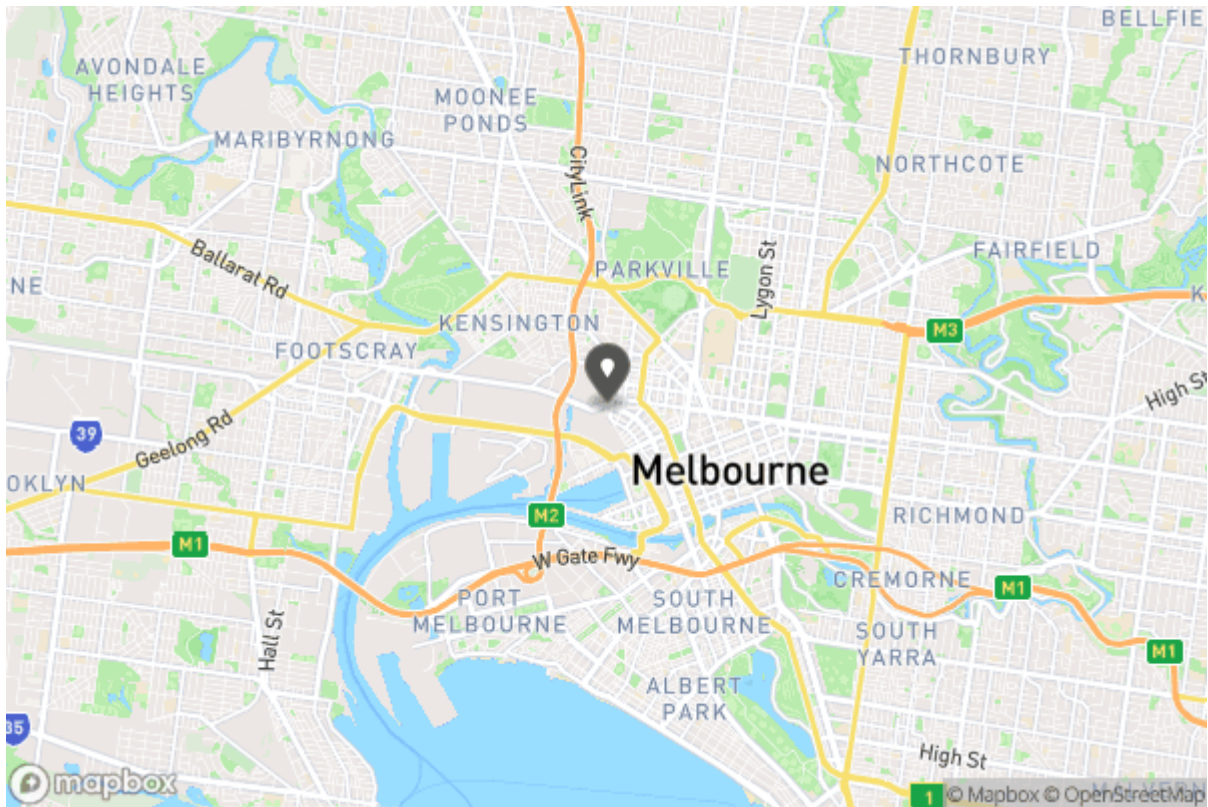 BELLFIE
THORNBURY
AVONDALE
HEIGHTS
MOONEE
PONDS
MARIBYRNONG
CityLink
NORTHCOTE
FAIRFIELD
Ballarat Rd
PARKVILLE
Lygon St
NE
K
KENSINGTON
M3
FOOTSCRAY
High St
39
Geelong Rd
Melbourne
OKLYN
M2
RICHMOND
M1
W Gate Fwy
CREMORNE
M1
PORT
MELBOURNE
SOUTH
MELBOURNE
Hall St
SOUTH
YARRA
M1
ALBERT
PARK
35
High St
mapbox
1
© Mapbox © OpenStreetMap